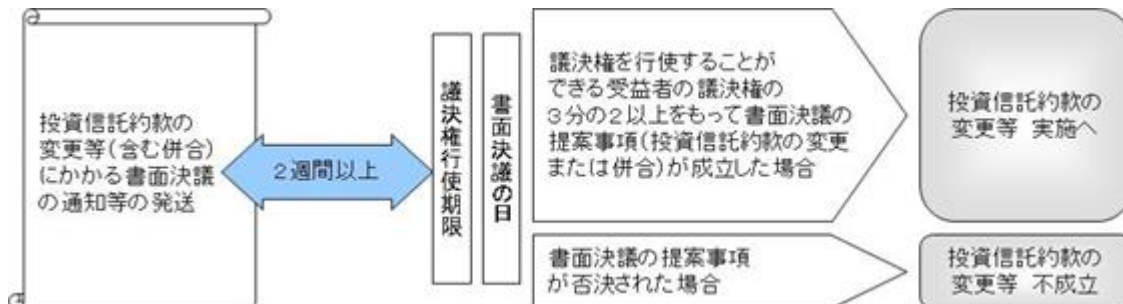 投資信託約款の
変更等(含む併合)
にかかる書面決議
の通知等の発送
2週間以上
議決権行使期限
書面決議の日
議決権を行使することが
できる受益者の議決権の
3分の2以上をもって書面決議の
提案事項(投資信託約款の変更
または併合)が成立した場合
投資信託約款の
変更等 実施へ
書面決議の提案事項
が否決された場合
投資信託約款の
変更等 不成立